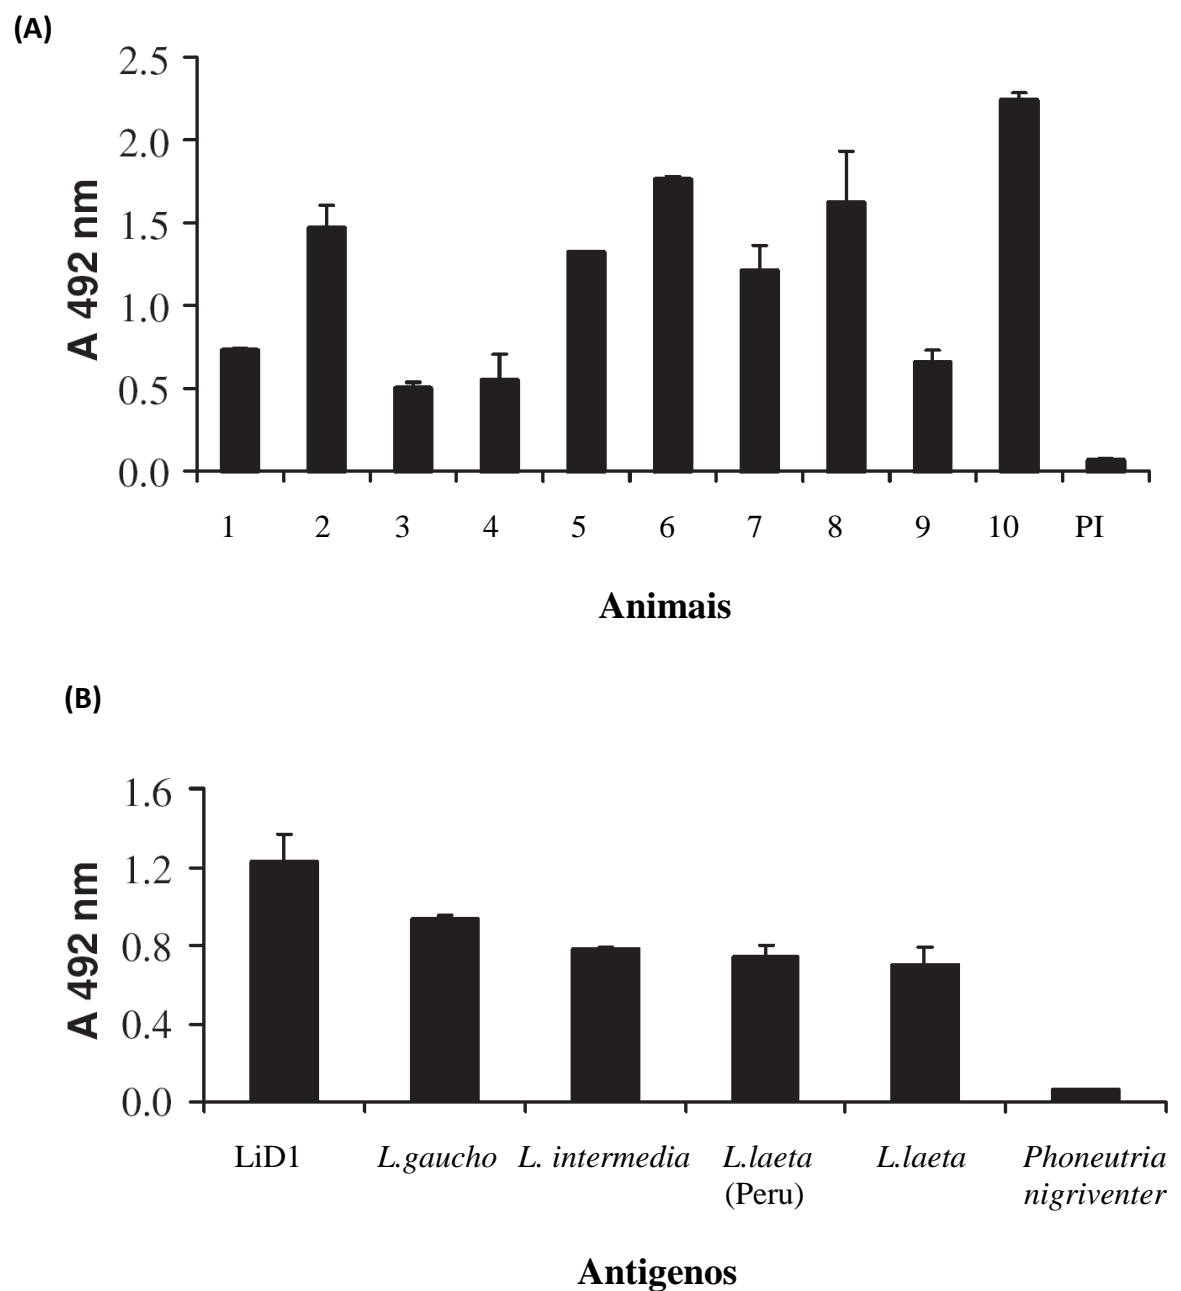 (A)
2.5
2.0
1.5
1.0
0.5
0.0
A 492 nm
1 2 3 4 5 6 7 8 9 10 PI
Animais
(B)
1.6
1.2
0.8
0.4
0.0
A 492 nm
LiD1 L.gaucho L. intermedia L.laeta L.laeta Phoneutria
(Peru) nigriventer
Antigenos